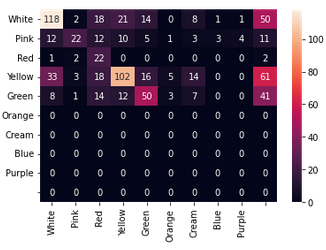 White 118 2 18 21 14 0 8 1 1 50
Pink 12 22 12 10 5 1 3 3 4 11
Red 1 2 22 0 0 0 0 0 0 2
Yellow 33 3 18 102 16 5 14 0 0 61
Green 8 1 14 12 50 3 7 0 0 41
Orange 0 0 0 0 0 0 0 0 0 0
Cream 0 0 0 0 0 0 0 0 0 0
Blue 0 0 0 0 0 0 0 0 0 0
Purple 0 0 0 0 0 0 0 0 0 0
0 0 0 0 0 0 0 0 0 0
White Pink Red Yellow Green Orange Cream Blue Purple
100
80
60
40
20
0